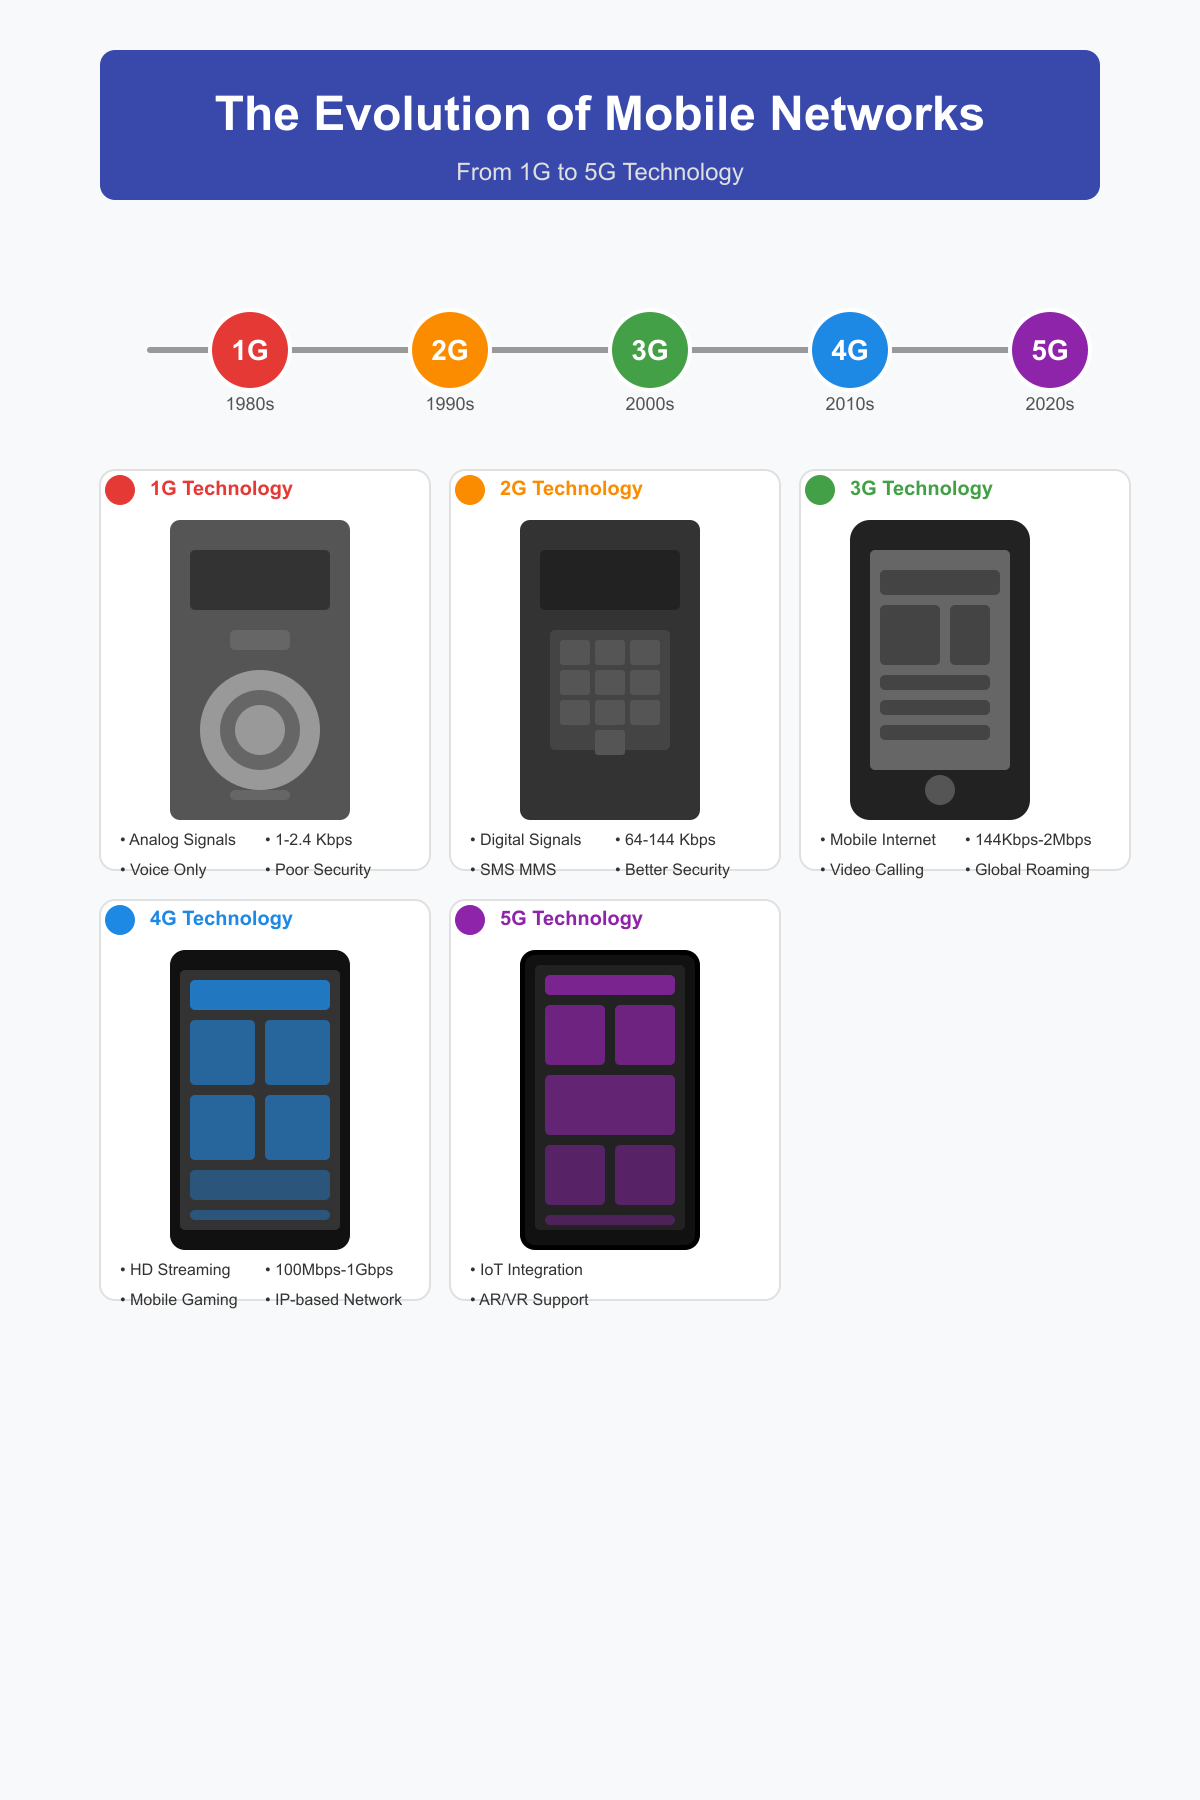 The Evolution of Mobile Networks
From 1G to 5G Technology
1G
2G
3G
4G
5G
1980s
1990s
2000s
2010s
2020s
1G Technology
• Analog Signals
• 1-2.4 Kbps
• Voice Only
• Poor Security
2G Technology
• Digital Signals
• 64-144 Kbps
• SMS MMS
• Better Security
3G Technology
• Mobile Internet
• 144Kbps-2Mbps
• Video Calling
• Global Roaming
4G Technology
• HD Streaming
• 100Mbps-1Gbps
• Mobile Gaming
• IP-based Network
5G Technology
• IoT Integration
• AR/VR Support